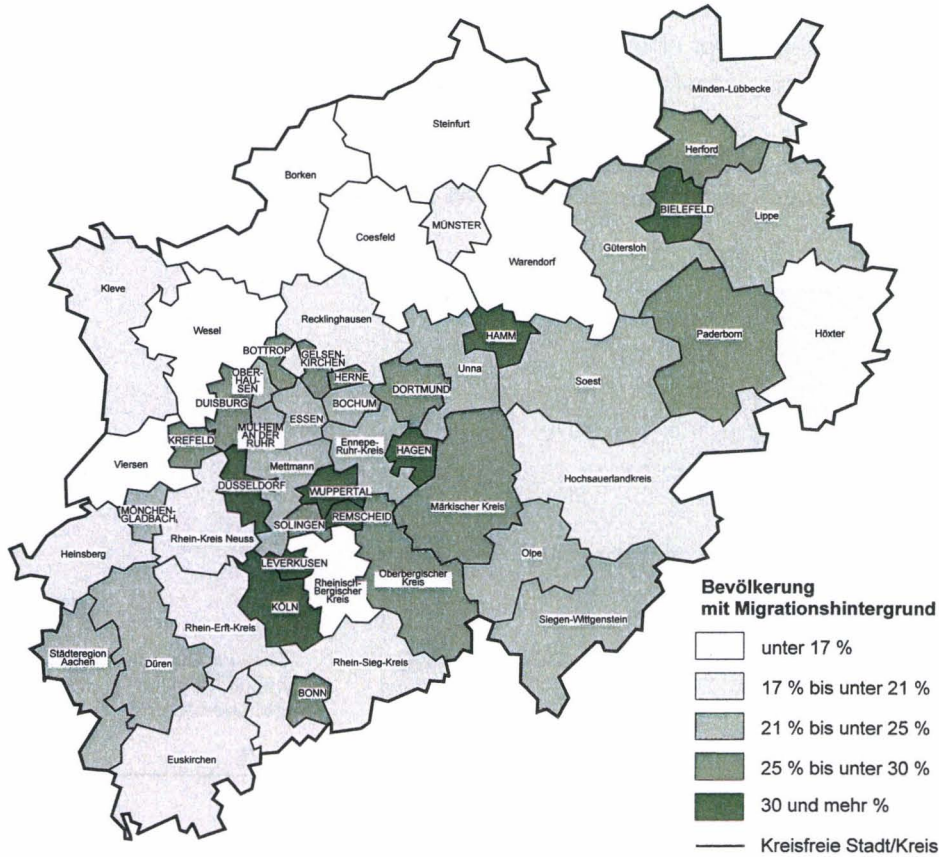 Minden-Lübbecke
Steinfurt
Herford
Borken
BIELEFELD
Lippe
MÜNSTER
Coesfeld
Gütersloh
Warendorf
Kleve
Recklinghausen
Wesel
HAMM
Paderborn
Höxter
BOTTROP
GELSEN-
KIRCHEN
Unna
OBER-
HAU-
SEN
HERNE
Soest
DORTMUND
DUISBURG
BOCHUM
ESSEN
MÜLHEIM
AN DER
RUHR
KREFELD
Ennepe-
Ruhr-Kreis
HAGEN
Viersen
Mettmann
Hochsauerlandkreis
DÜSSELDORF
WUPPERTAL
Märkischer Kreis
MÖNCHEN-
GLADBACH
REMSCHEID
SOLINGEN
Rhein-Kreis Neuss
Heinsberg
Olpe
LEVERKUSEN
Rheinisch-
Bergischer
Kreis
Oberbergischer
Kreis
KÖLN
Siegen-Wittgenstein
Rhein-Erft-Kreis
Städteregion
Aachen
Düren
Rhein-Sieg-Kreis
BONN
Euskirchen
Bevölkerung
mit Migrationshintergrund
unter 17 %
17 % bis unter 21 %
21 % bis unter 25 %
25 % bis unter 30 %
30 und mehr %
Kreisfreie Stadt/Kreis